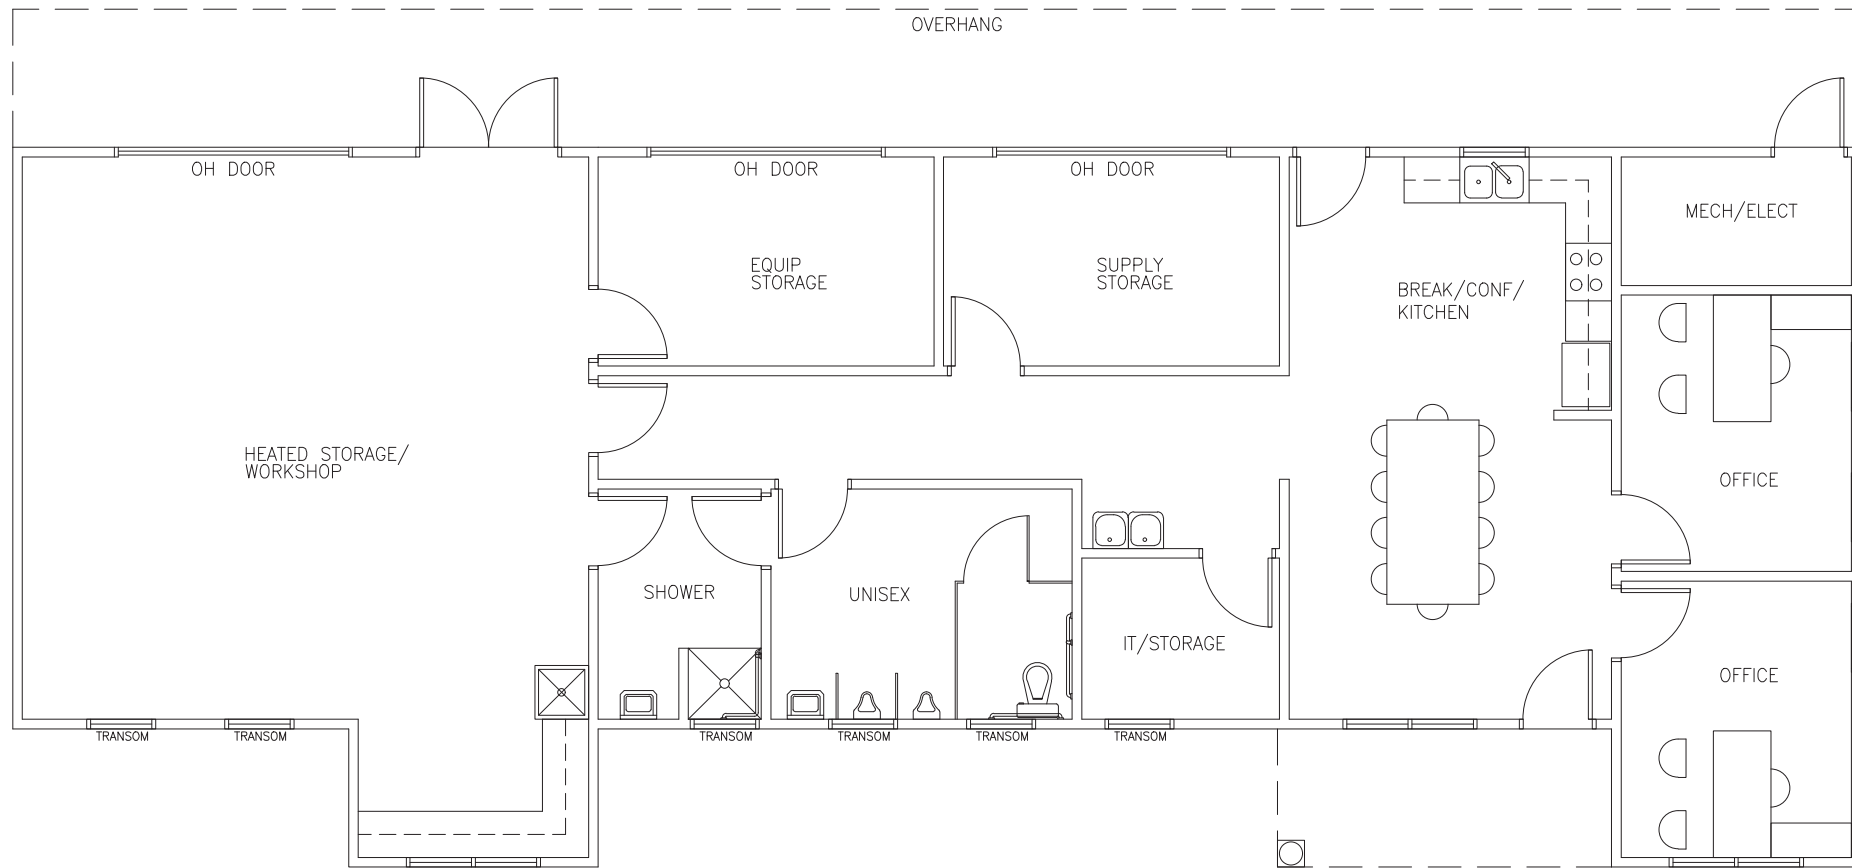 OVERHANG
OH DOOR
OH DOOR
OH DOOR
MECH/ELECT
EQUIP
STORAGE
SUPPLY
STORAGE
BREAK/CONF/
KITCHEN
HEATED STORAGE/
WORKSHOP
OFFICE
SHOWER
UNISEX
IT/STORAGE
OFFICE
TRANSOM
TRANSOM
TRANSOM
TRANSOM
TRANSOM
TRANSOM